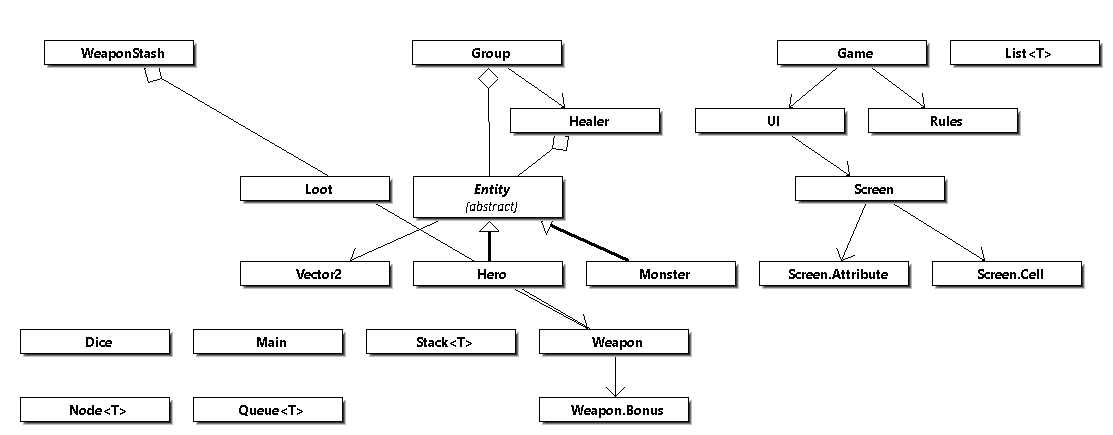 WeaponStash
Group
Game
List<T>
Healer
UI
Rules
Loot
Entity
{abstract}
Screen
Vector2
Hero
Monster
Screen.Attribute
Screen.Cell
Dice
Main
Stack<T>
Weapon
Node<T>
Queue<T>
Weapon.Bonus